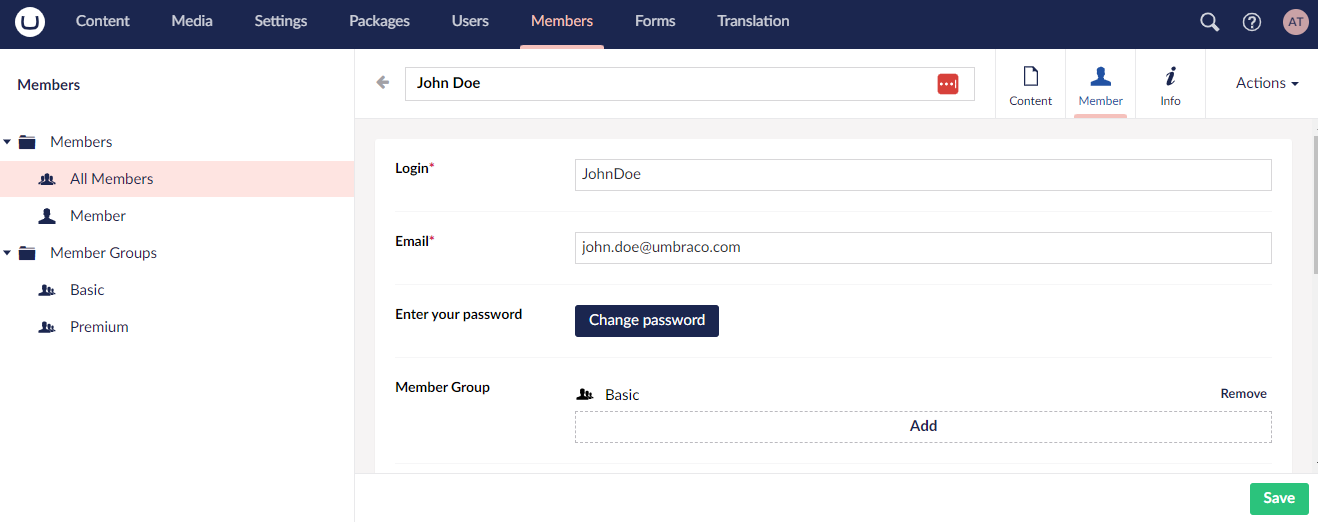 Content Media Settings Packages Users Members Forms Translation AT
Members
Members
All Members
Member
Member Groups
Basic
Premium
John Doe
Content
Member
Info
Actions
Login*
JohnDoe
Email*
john.doe@umbraco.com
Enter your password
Change password
Member Group
Basic
Remove
Add
Save